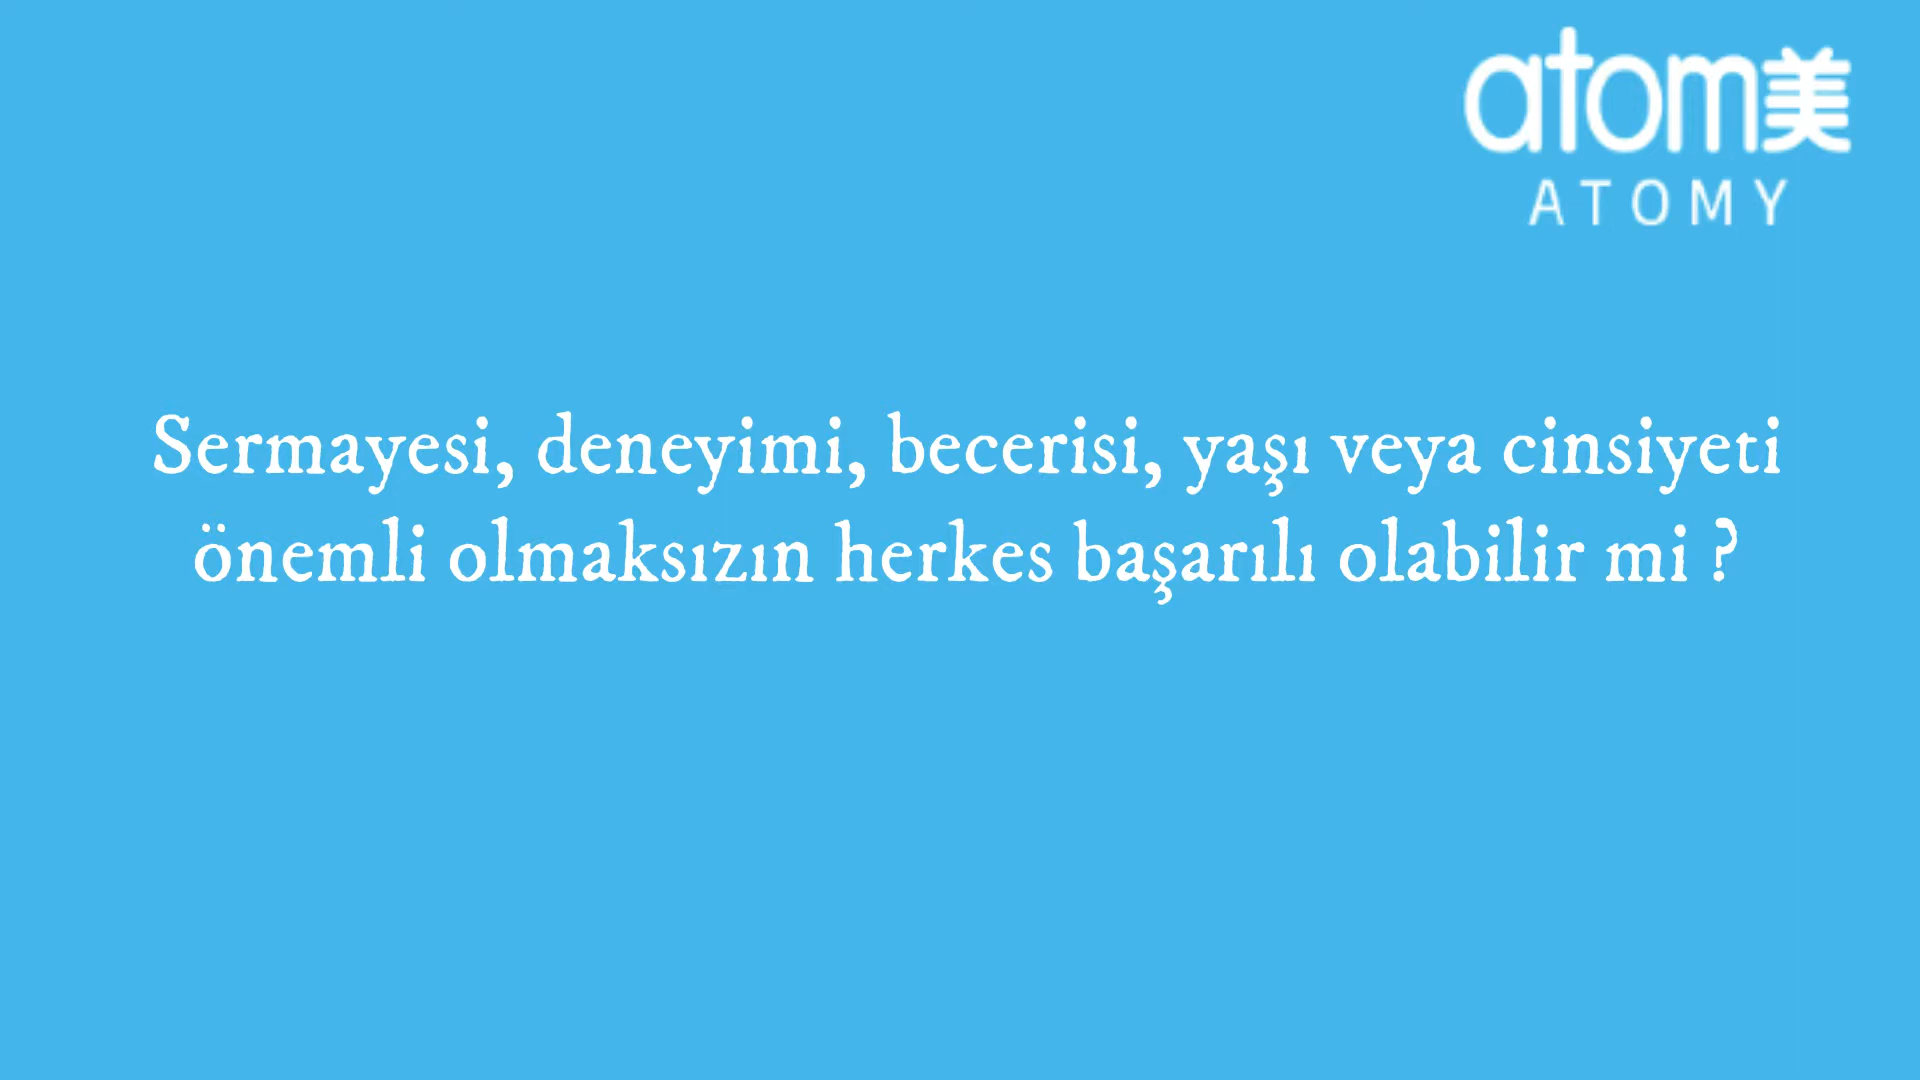 atom美
ATOMY
Sermayesi, deneyimi, becerisi, yaşı veya cinsiyeti
önemli olmaksızın herkes başarılı olabilir mi ?